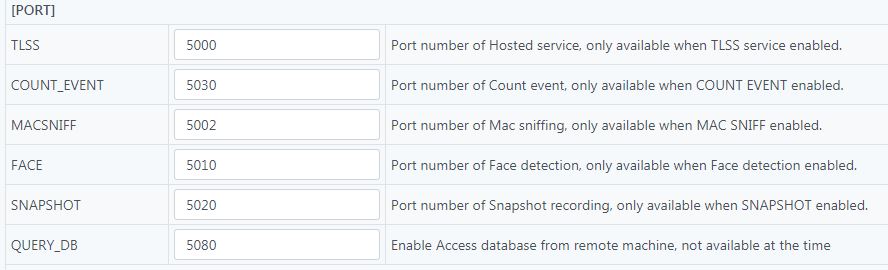 [PORT]
TLSS 5000 Port number of Hosted service, only available when TLSS service enabled.
COUNT_EVENT 5030 Port number of Count event, only available when COUNT EVENT enabled.
MACSNIFF 5002 Port number of Mac sniffing, only available when MAC SNIFF enabled.
FACE 5010 Port number of Face detection, only available when Face detection enabled.
SNAPSHOT 5020 Port number of Snapshot recording, only available when SNAPSHOT enabled.
QUERY_DB 5080 Enable Access database from remote machine, not available at the time